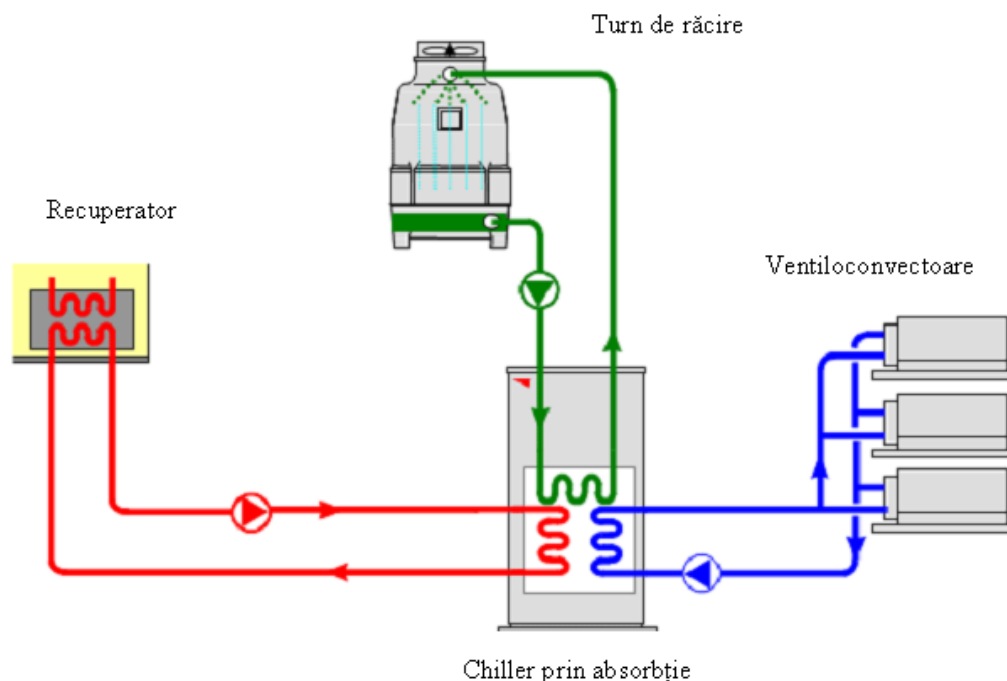 Turn de răcire
Recuperator
Ventiloconvectoare
Chiller prin absorbție